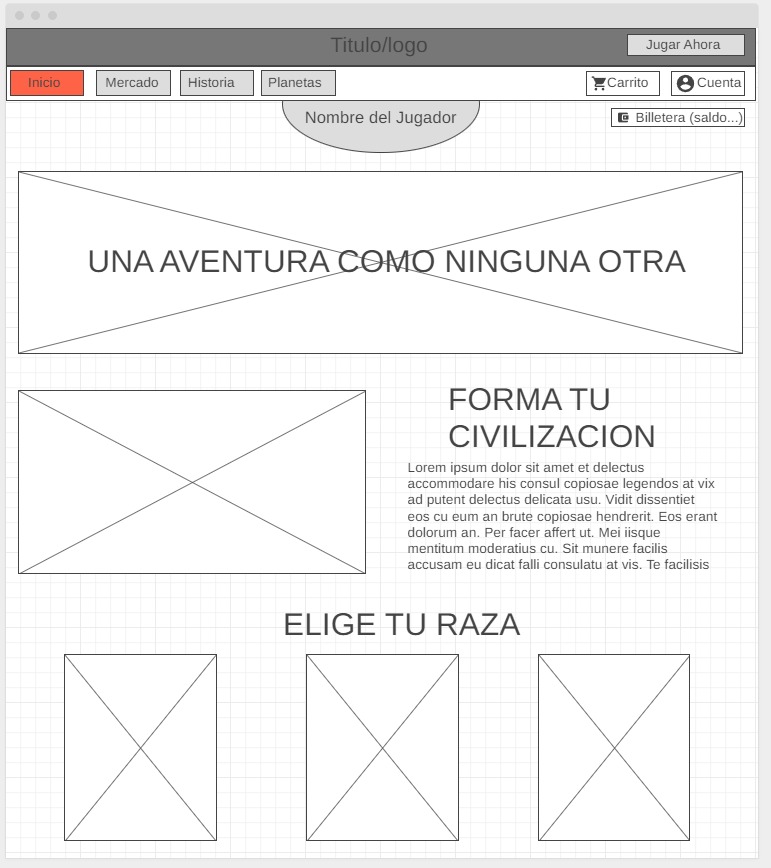 Titulo/logo
Jugar Ahora
Inicio
Mercado
Historia
Planetas
Carrito
Cuenta
Nombre del Jugador
Billetera (saldo...)
UNA AVENTURA COMO NINGUNA OTRA
FORMA TU
CIVILIZACION
Lorem ipsum dolor sit amet et delectus
accommodare his consul copiosae legendos at vix
ad putent delectus delicata usu. Vidit dissentiet
eos cu eum an brute copiosae hendrerit. Eos erant
dolorum an. Per facer affert ut. Mei iisque
mentitum moderatius cu. Sit munere facilis
accusam eu dicat falli consulatu at vis. Te facilisis
ELIGE TU RAZA